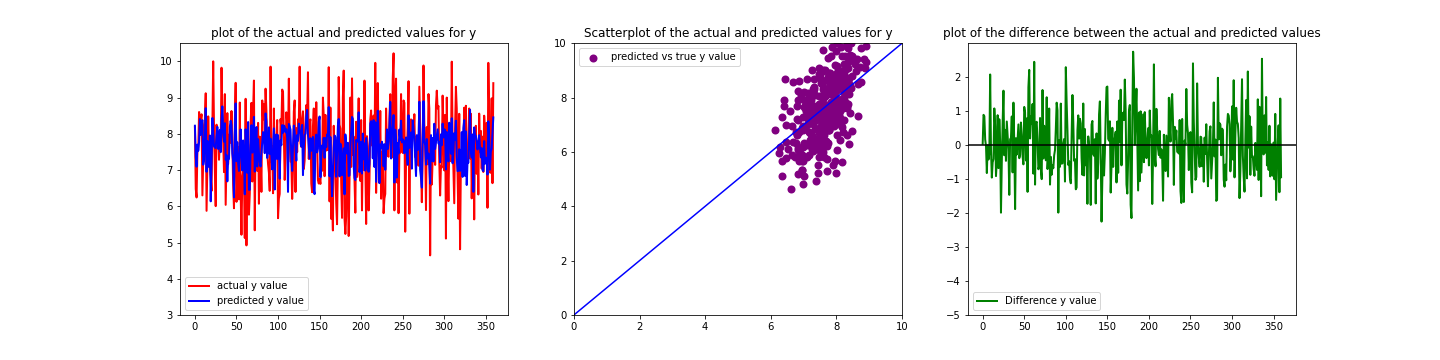 plot of the actual and predicted values for y
10
9
8
7
6
5
4
3
0 50 100 150 200 250 300 350
actual y value
predicted y value
Scatterplot of the actual and predicted values for y
predicted vs true y value
10
8
6
4
2
0
0 2 4 6 8 10
plot of the difference between the actual and predicted values
2
1
0
−1
−2
−3
−4
−5
0 50 100 150 200 250 300 350
Difference y value